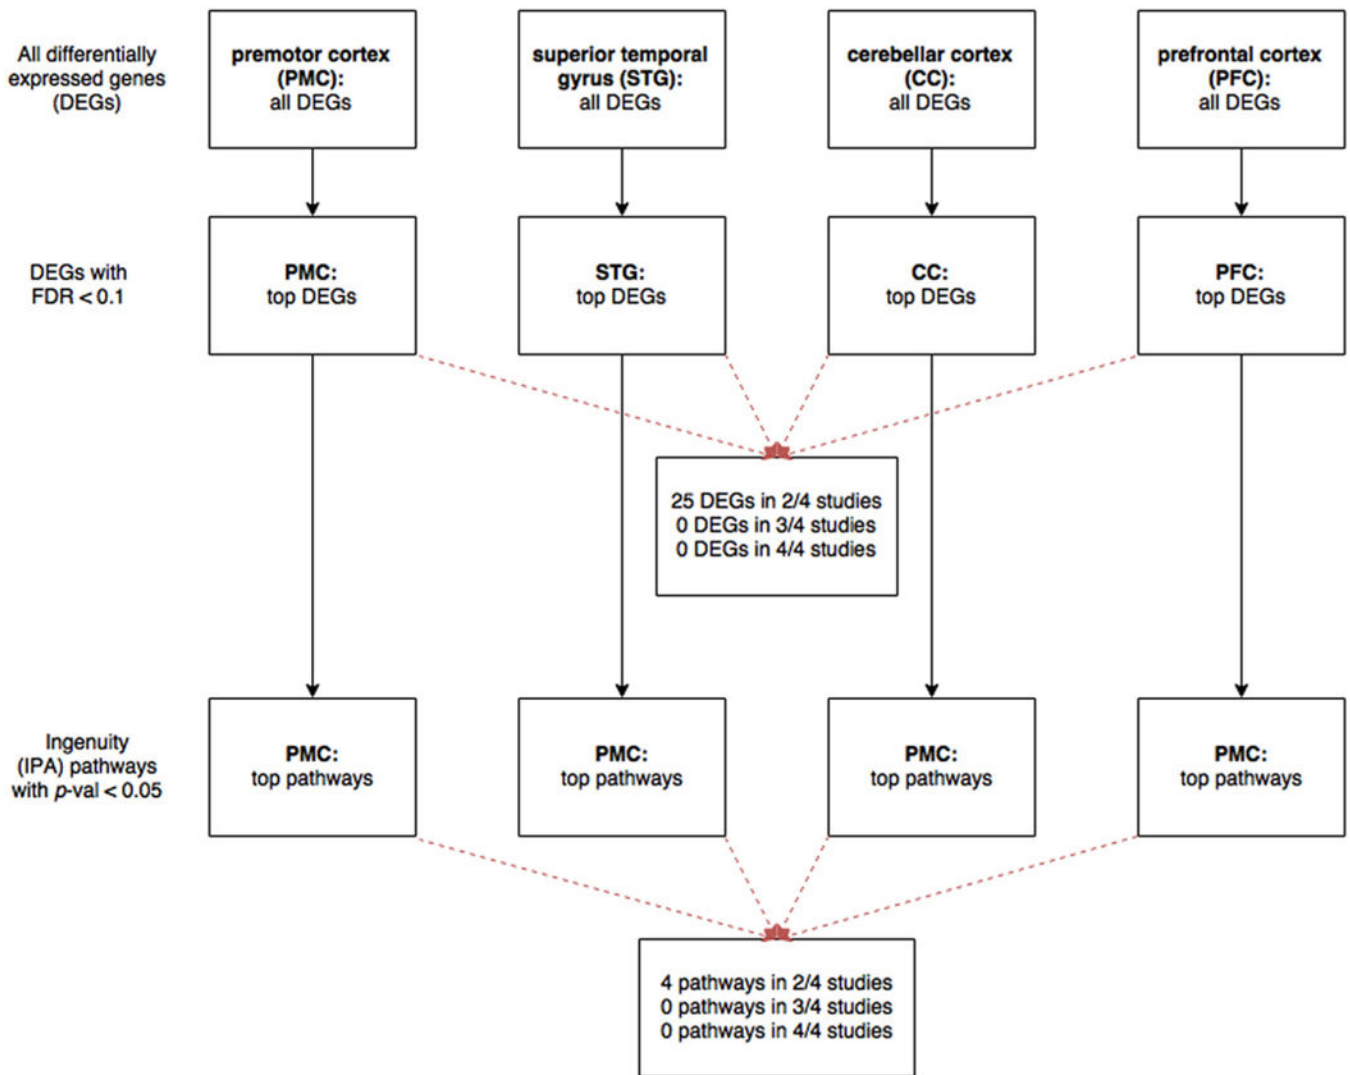 All differentially
expressed genes
(DEGs)
premotor cortex
(PMC):
all DEGs
superior temporal
gyrus (STG):
all DEGs
cerebellar cortex
(CC):
all DEGs
prefrontal cortex
(PFC):
all DEGs
DEGs with
FDR < 0.1
PMC:
top DEGs
STG:
top DEGs
CC:
top DEGs
PFC:
top DEGs
25 DEGs in 2/4 studies
0 DEGs in 3/4 studies
0 DEGs in 4/4 studies
Ingenuity
(IPA) pathways
with p-val < 0.05
PMC:
top pathways
PMC:
top pathways
PMC:
top pathways
PMC:
top pathways
4 pathways in 2/4 studies
0 pathways in 3/4 studies
0 pathways in 4/4 studies